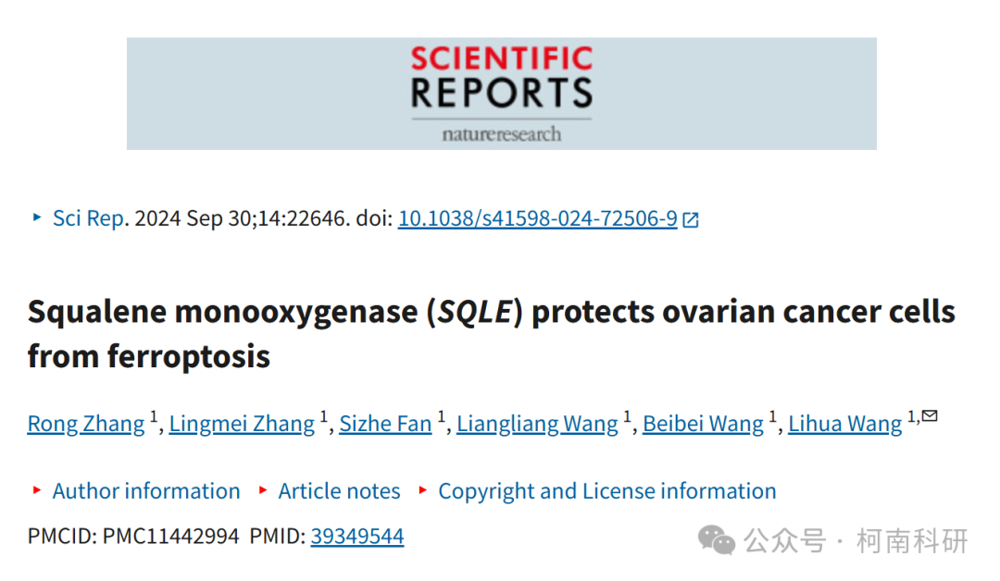 SCIENTIFIC
REPORTS
natureresearch
Sci Rep. 2024 Sep 30;14:22646. doi: 10.1038/s41598-024-72506-9
Squalene monooxygenase (SQLE) protects ovarian cancer cells
from ferroptosis
Rong Zhang 1, Lingmei Zhang 1, Sizhe Fan 1, Liangliang Wang 1, Beibei Wang 1, Lihua Wang 1,✉
Author information Article notes Copyright and License information
PMCID: PMC11442994 PMID: 39349544
公众号 · 柯南科研